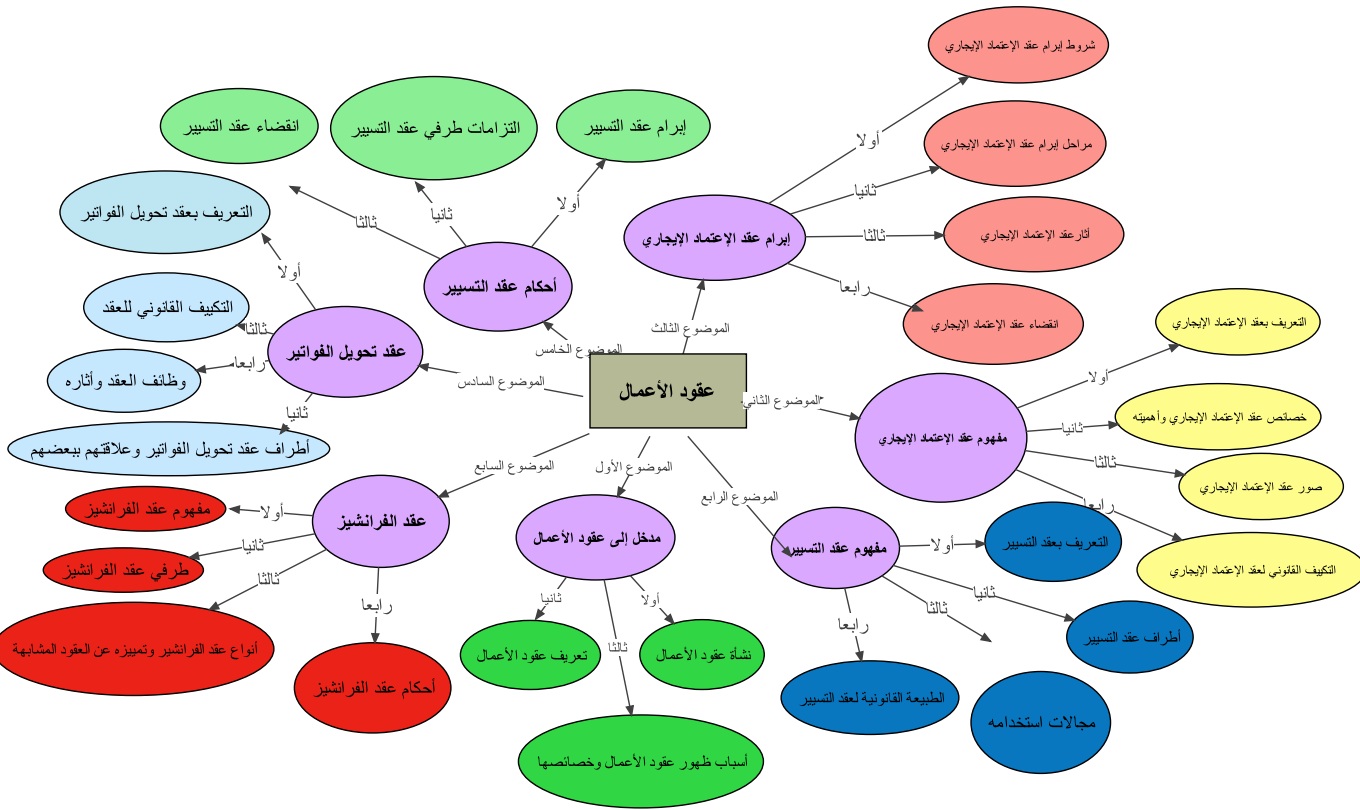 عقود الأعمال
الموضوع الأول
مدخل إلى عقود الأعمال
أولا
نشأة عقود الأعمال
ثانيا
تعريف عقود الأعمال
ثالثا
أسباب ظهور عقود الأعمال وخصائصها
الموضوع الثاني
مفهوم عقد الإعتماد الإيجاري
أولا
التعريف بعقد الإعتماد الإيجاري
ثانيا
خصائص عقد الإعتماد الإيجاري وأهميته
ثالثا
صور عقد الإعتماد الإيجاري
رابعا
التكييف القانوني لعقد الإعتماد الإيجاري
الموضوع الثالث
إبرام عقد الإعتماد الإيجاري
أولا
شروط إبرام عقد الإعتماد الإيجاري
ثانيا
مراحل إبرام عقد الإعتماد الإيجاري
ثالثا
أثارعقد الإعتماد الإيجاري
رابعا
انقضاء عقد الإعتماد الإيجاري
الموضوع الرابع
مفهوم عقد التسيير
أولا
التعريف بعقد التسيير
ثانيا
أطراف عقد التسيير
ثالثا
مجالات استخدامه
رابعا
الطبيعة القانونية لعقد التسيير
الموضوع الخامس
أحكام عقد التسيير
أولا
إبرام عقد التسيير
ثانيا
التزامات طرفي عقد التسيير
ثالثا
انقضاء عقد التسيير
الموضوع السادس
عقد تحويل الفواتير
أولا
التعريف بعقد تحويل الفواتير
ثانيا
أطراف عقد تحويل الفواتير وعلاقتهم ببعضهم
ثالثا
التكييف القانوني للعقد
رابعا
وظائف العقد وأثاره
الموضوع السابع
عقد الفرانشيز
أولا
مفهوم عقد الفرانشيز
ثانيا
طرفي عقد الفرانشيز
ثالثا
أنواع عقد الفرانشير وتمييزه عن العقود المشابهة
رابعا
أحكام عقد الفرانشيز